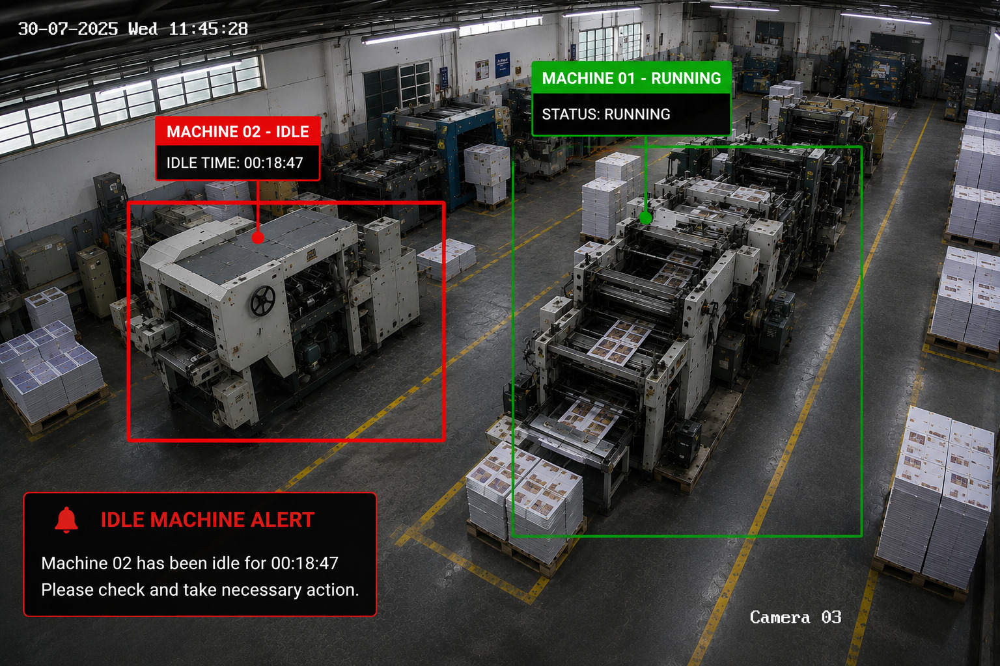 30-07-2025 Wed 11:45:28
MACHINE 01 - RUNNING
STATUS: RUNNING
MACHINE 02 - IDLE
IDLE TIME: 00:18:47
IDLE MACHINE ALERT
Machine 02 has been idle for 00:18:47
Please check and take necessary action.
Camera 03